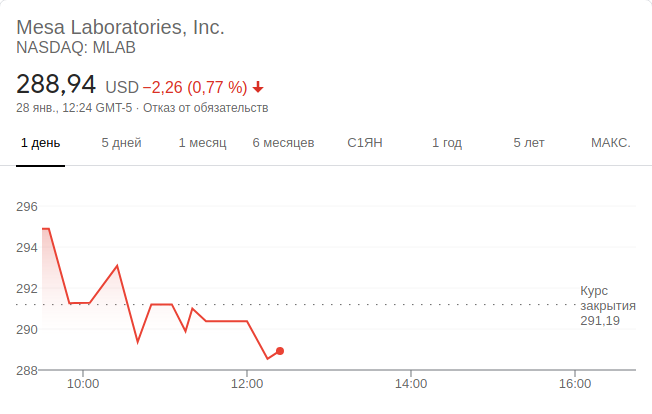 Mesa Laboratories, Inc.
NASDAQ: MLAB
288,94 USD −2,26 (0,77 %)
28 янв., 12:24 GMT-5 · Отказ от обязательств
1 день 5 дней 1 месяц 6 месяцев С1ЯН 1 год 5 лет МАКС.
296
294
292
290
288
Курс
закрытия
291,19
10:00 12:00 14:00 16:00